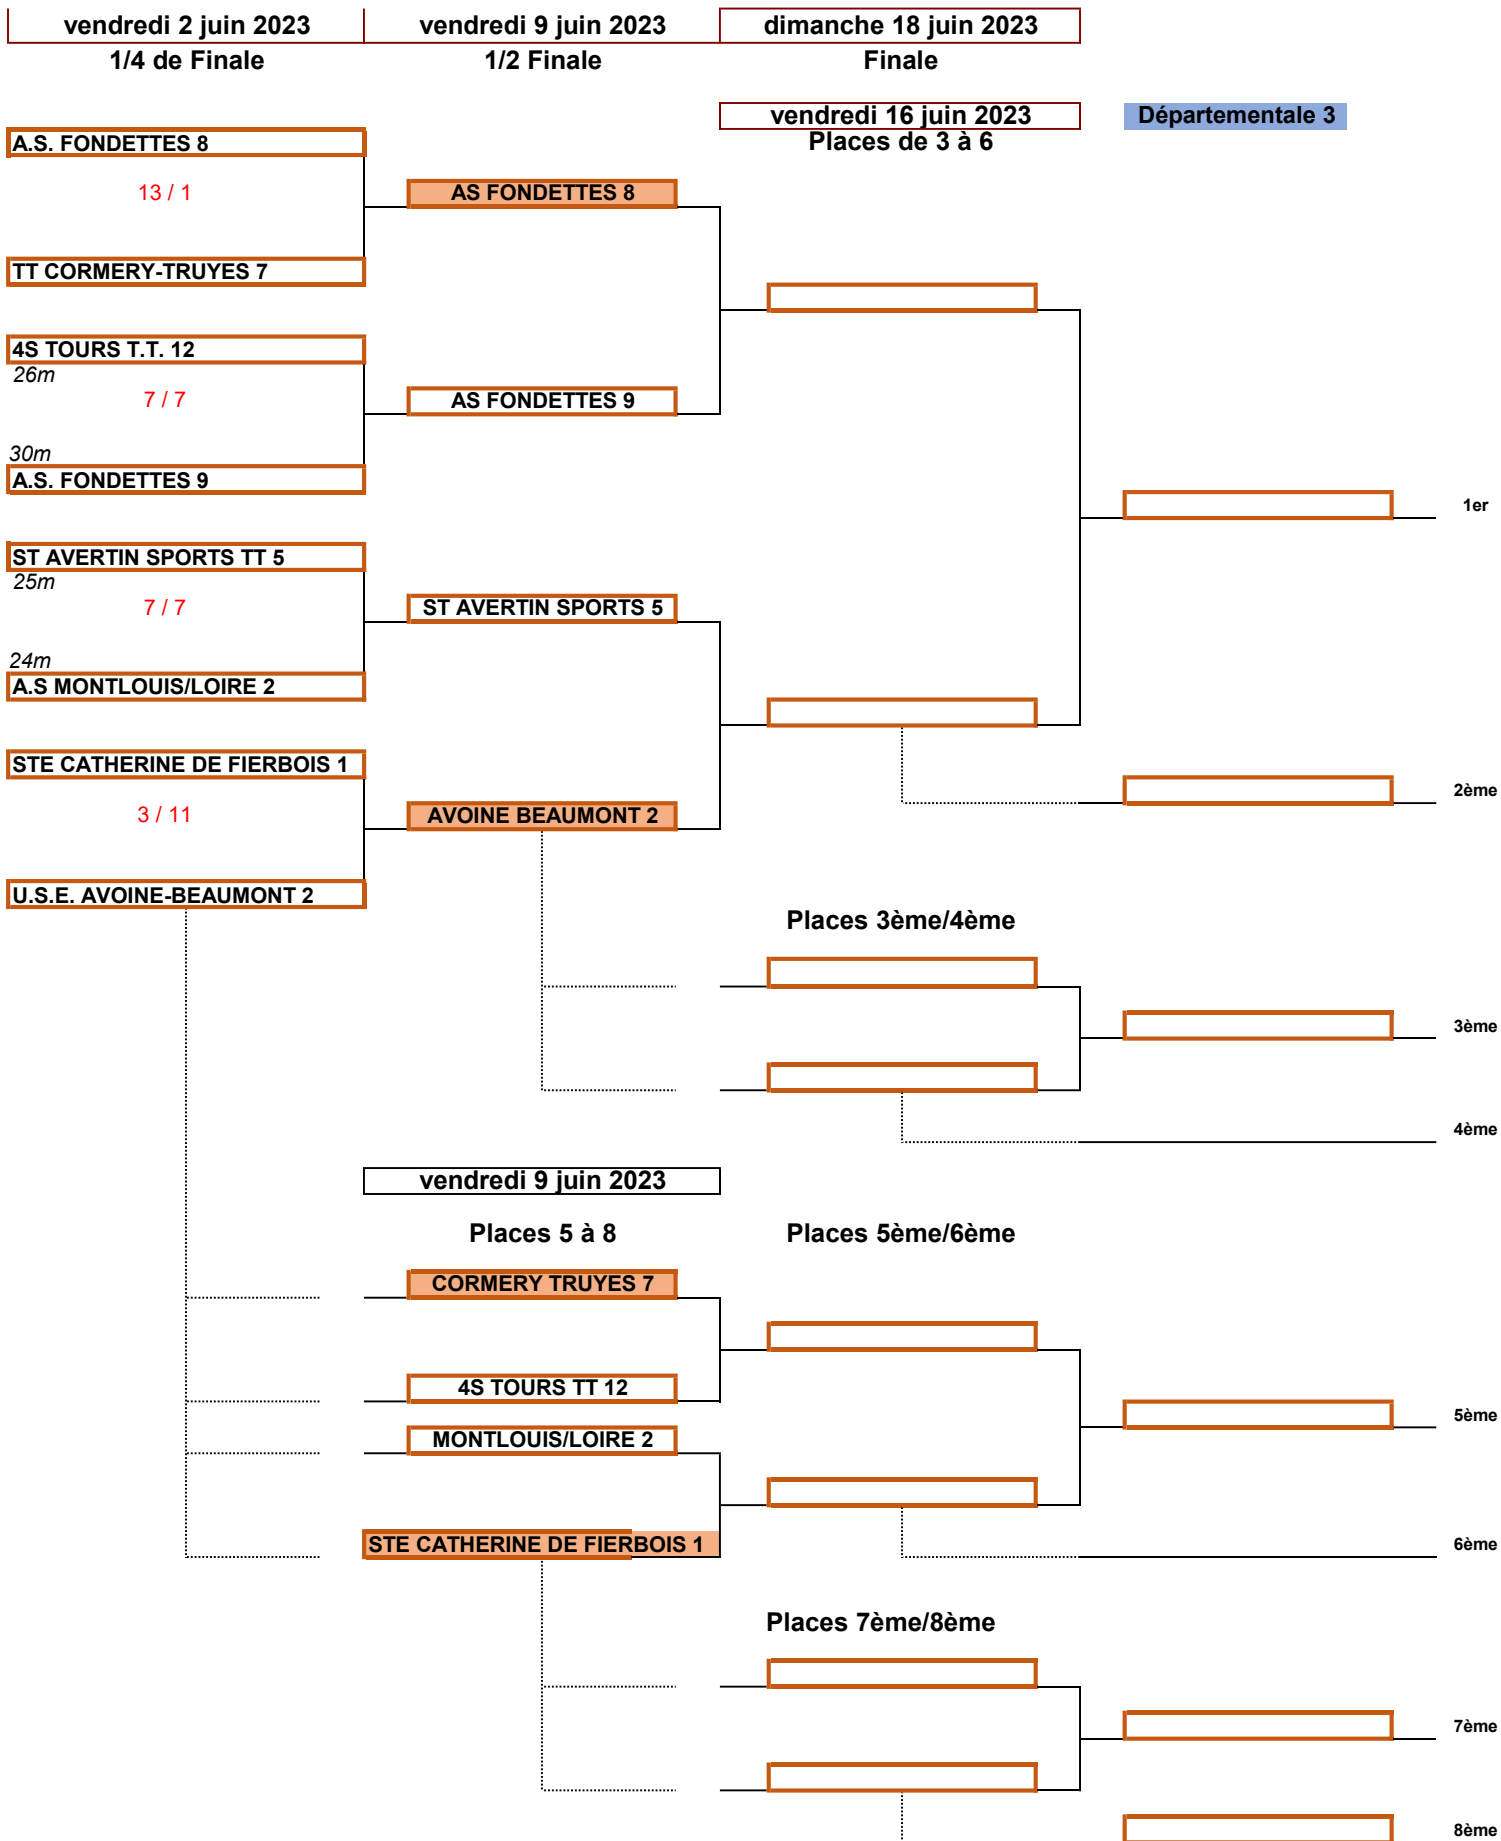 vendredi 2 juin 2023 vendredi 9 juin 2023 dimanche 18 juin 2023
1/4 de Finale 1/2 Finale Finale
vendredi 16 juin 2023 Départementale 3
A.S. FONDETTES 8 Places de 3 à 6
13 / 1 AS FONDETTES 8
TT CORMERY-TRUYES 7
4S TOURS T.T. 12
26m
7 / 7 AS FONDETTES 9
30m
A.S. FONDETTES 9
1er
ST AVERTIN SPORTS TT 5
25m
7 / 7 ST AVERTIN SPORTS 5
24m
A.S MONTLOUIS/LOIRE 2
STE CATHERINE DE FIERBOIS 1
2ème
3 / 11 AVOINE BEAUMONT 2
U.S.E. AVOINE-BEAUMONT 2
Places 3ème/4ème
3ème
4ème
vendredi 9 juin 2023
Places 5 à 8 Places 5ème/6ème
CORMERY TRUYES 7
4S TOURS TT 12
5ème
MONTLOUIS/LOIRE 2
STE CATHERINE DE FIERBOIS 1 6ème
Places 7ème/8ème
7ème
8ème